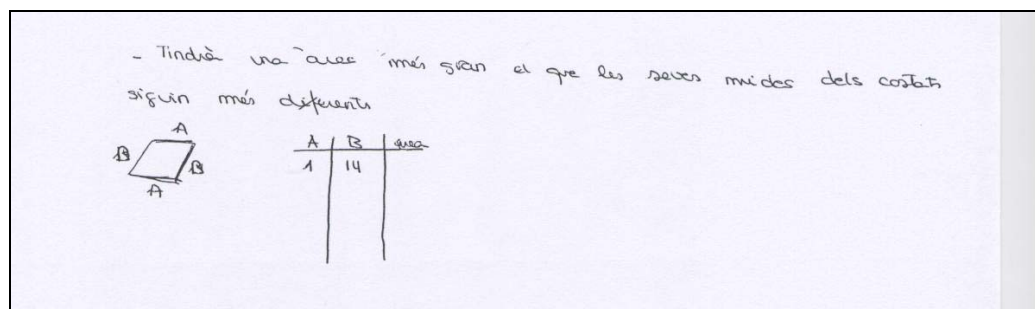 - Tindrà una àrea més gran el que les seves mides dels costats
siguin més diferents
A
B
B
A
A B àrea
1 14